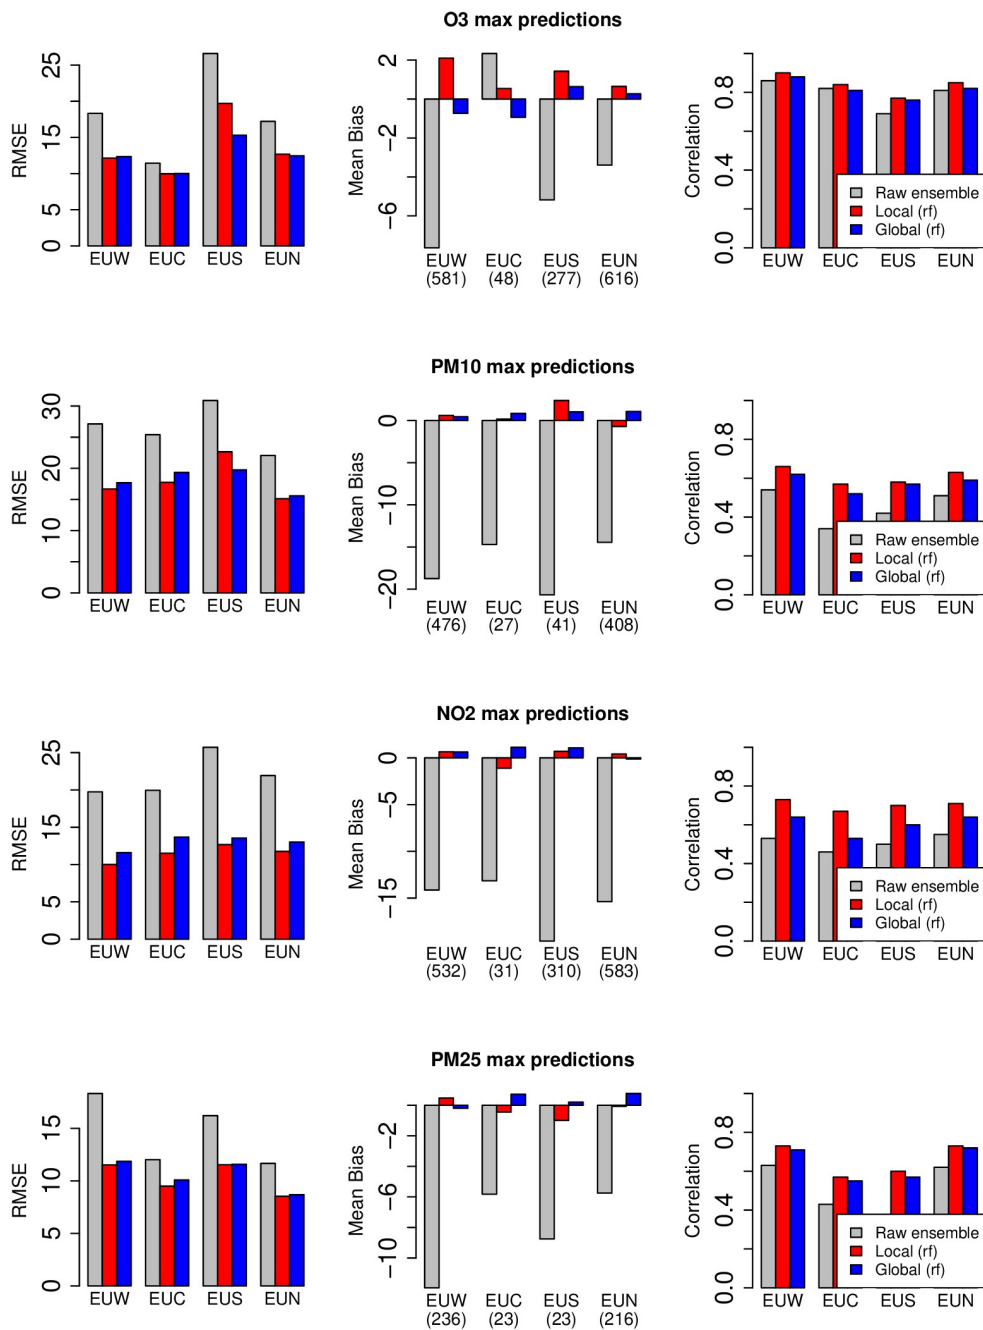 O3 max predictions
RMSE
0 5 15 25
EUW EUC EUS EUN
Mean Bias
2 -2 -6
EUW EUC EUS EUN
(581) (48) (277) (616)
Correlation
0.0 0.4 0.8
Raw ensemble
Local (rf)
Global (rf)
EUW EUC EUS EUN
PM10 max predictions
RMSE
0 10 20 30
EUW EUC EUS EUN
Mean Bias
0 -10 -20
EUW EUC EUS EUN
(476) (27) (41) (408)
Correlation
0.0 0.4 0.8
Raw ensemble
Local (rf)
Global (rf)
EUW EUC EUS EUN
NO2 max predictions
RMSE
0 5 15 25
EUW EUC EUS EUN
Mean Bias
0 -5 -15
EUW EUC EUS EUN
(532) (31) (310) (583)
Correlation
0.0 0.4 0.8
Raw ensemble
Local (rf)
Global (rf)
EUW EUC EUS EUN
PM25 max predictions
RMSE
0 5 10 15
EUW EUC EUS EUN
Mean Bias
-2 -6 -10
EUW EUC EUS EUN
(236) (23) (23) (216)
Correlation
0.0 0.4 0.8
Raw ensemble
Local (rf)
Global (rf)
EUW EUC EUS EUN